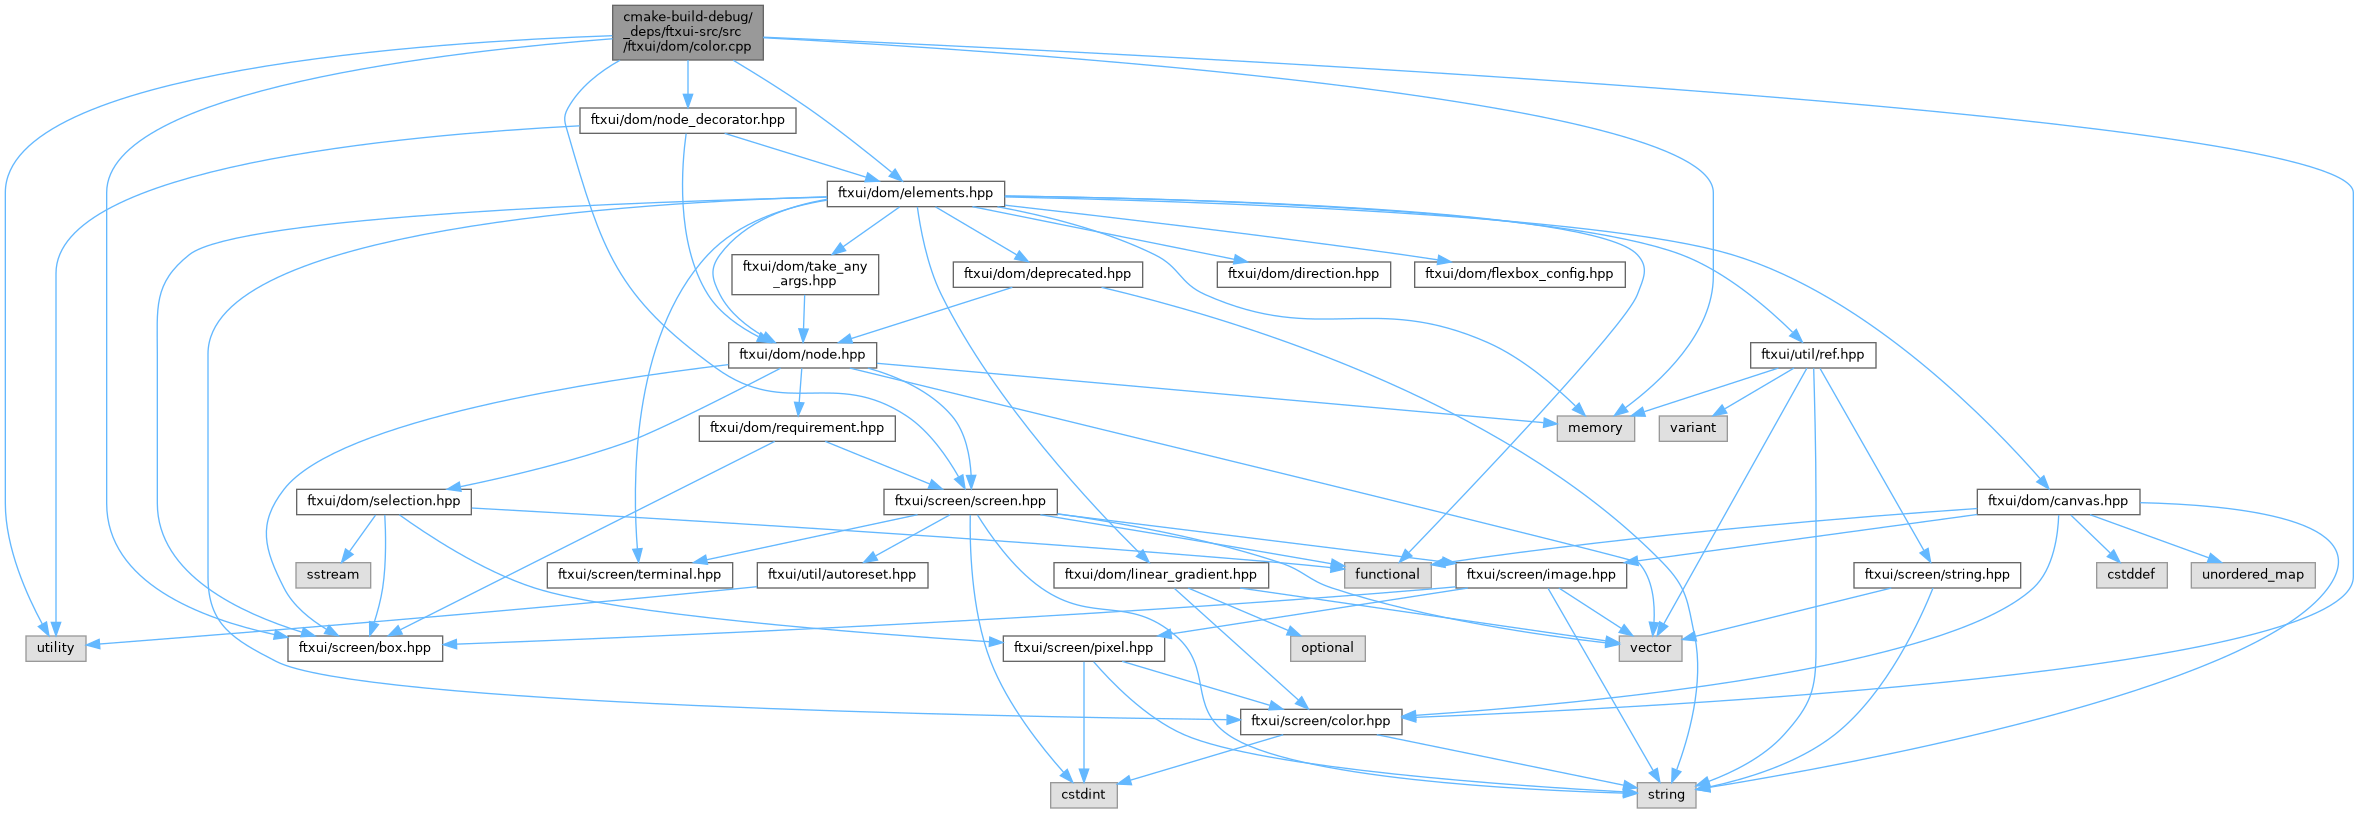 cmake-build-debug/
_deps/ftxui-src/src
/ftxui/dom/color.cpp
ftxui/dom/node_decorator.hpp
ftxui/dom/elements.hpp
ftxui/dom/take_any
_args.hpp
ftxui/dom/deprecated.hpp
ftxui/dom/direction.hpp
ftxui/dom/flexbox_config.hpp
ftxui/dom/node.hpp
ftxui/util/ref.hpp
ftxui/dom/requirement.hpp
memory
variant
ftxui/dom/selection.hpp
ftxui/screen/screen.hpp
ftxui/dom/canvas.hpp
sstream
ftxui/screen/terminal.hpp
ftxui/util/autoreset.hpp
ftxui/dom/linear_gradient.hpp
functional
ftxui/screen/image.hpp
ftxui/screen/string.hpp
cstddef
unordered_map
utility
ftxui/screen/box.hpp
ftxui/screen/pixel.hpp
optional
vector
ftxui/screen/color.hpp
cstdint
string